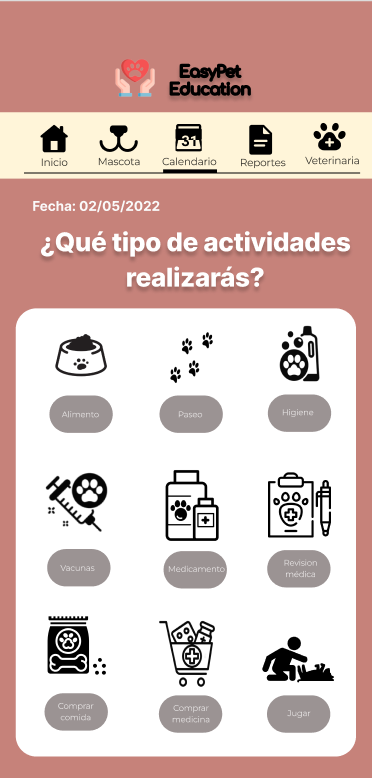 EasyPet
Education
31
Inicio
Mascota
Calendario
Reportes
Veterinaria
Fecha: 02/05/2022
¿Qué tipo de actividades
realizarás?
Alimento
Paseo
Higiene
Vacunas
Medicamento
Revision
médica
Comprar
comida
Comprar
medicina
Jugar